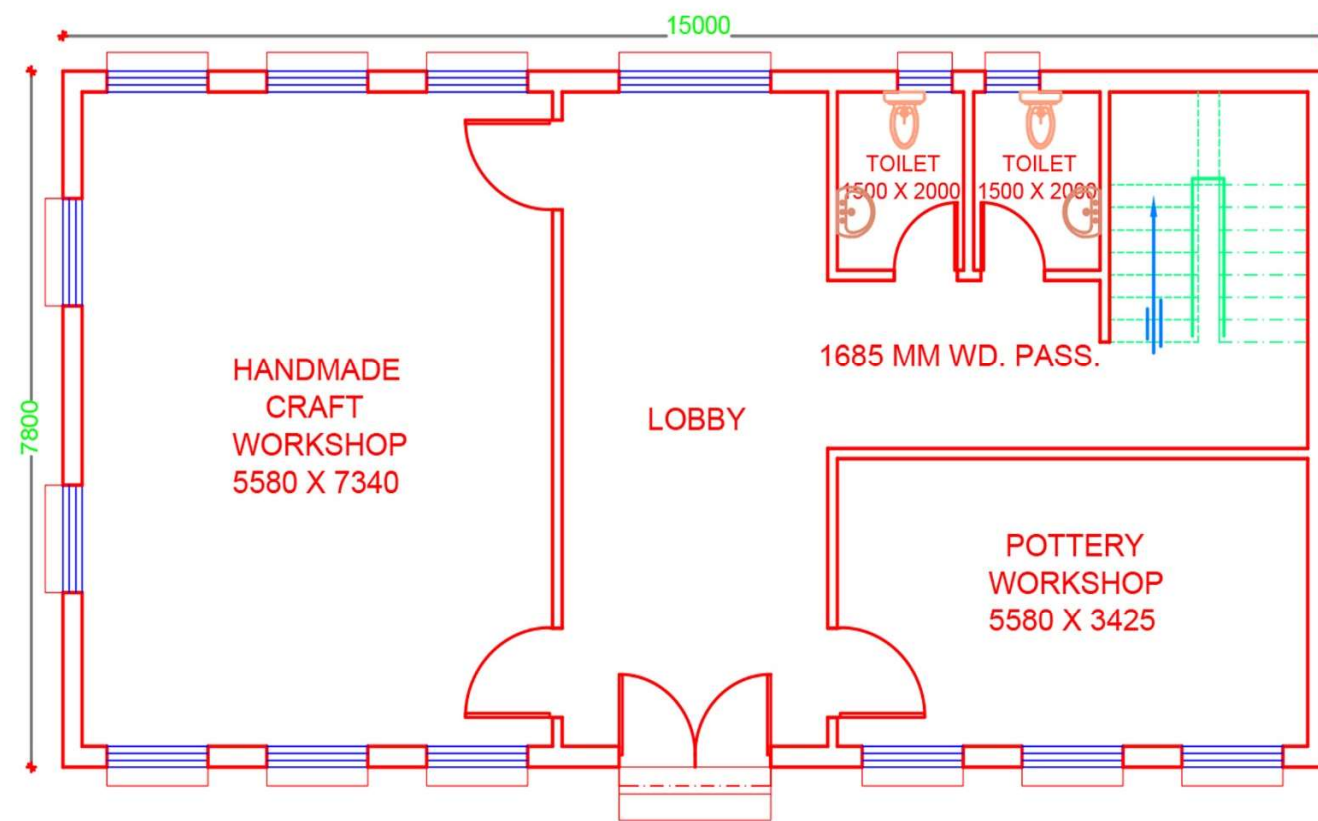 15000
TOILET
1500 X 2000
TOILET
1500 X 2000
1685 MM WD. PASS.
HANDMADE
CRAFT
WORKSHOP
5580 X 7340
LOBBY
7800
POTTERY
WORKSHOP
5580 X 3425